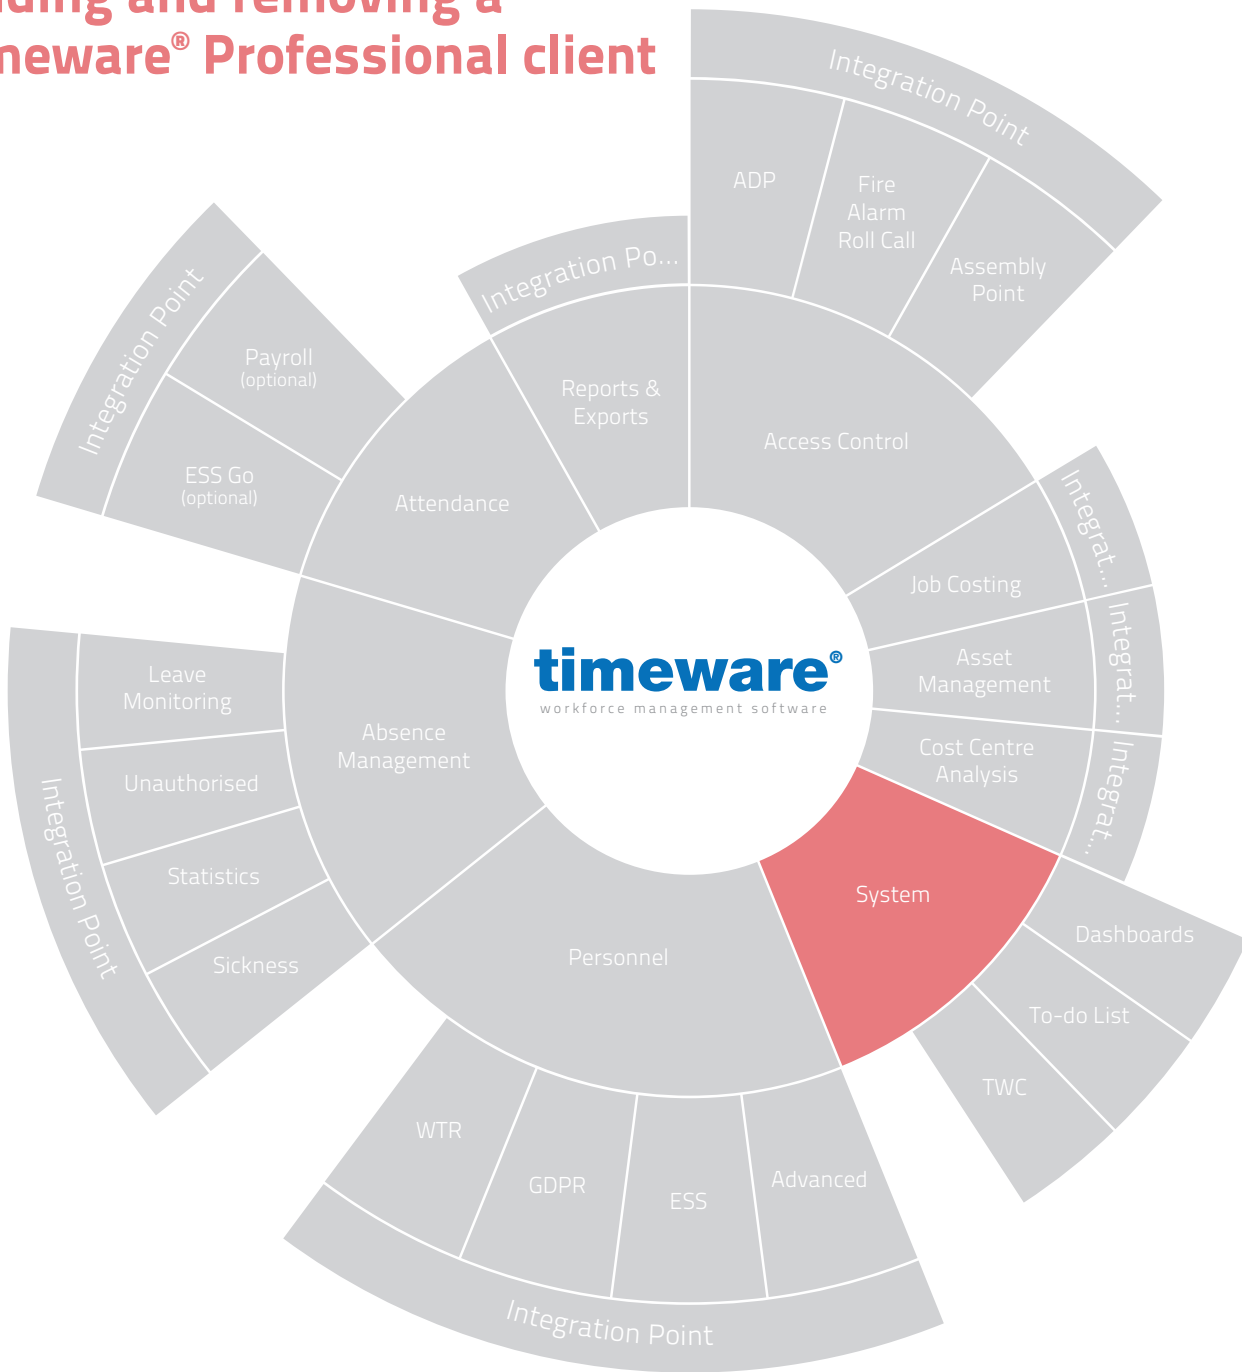 and removing a
Professional client
Integration Point
ADP
Fire
Alarm
Roll Call
Assembly
Point
Integration Po...
Integration Point
Payroll
(optional)
ESS Go
(optional)
Reports &
Exports
Access Control
Attendance
Integrat...
Job Costing
Integrat...
Asset
Management
timeware®
workforce management software
Leave
Monitoring
Absence
Management
Cost Centre
Analysis
Integrat...
Unauthorised
Integration Point
Statistics
Sickness
System
Personnel
Dashboards
To-do List
TWC
WTR
GDPR
ESS
Advanced
Integration Point